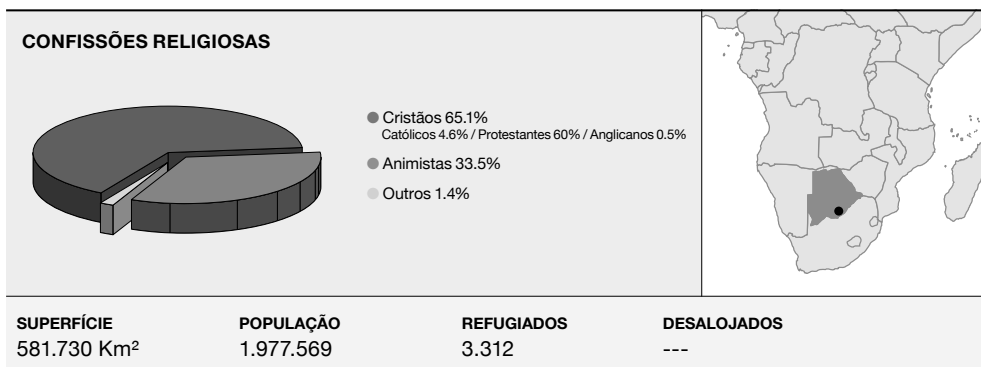 CONFISSÕES RELIGIOSAS
Cristãos 65.1%
Católicos 4.6% / Protestantes 60% / Anglicanos 0.5%
Animistas 33.5%
Outros 1.4%
SUPERFÍCIE
581.730 Km²
POPULAÇÃO
1.977.569
REFUGIADOS
3.312
DESALOJADOS
---